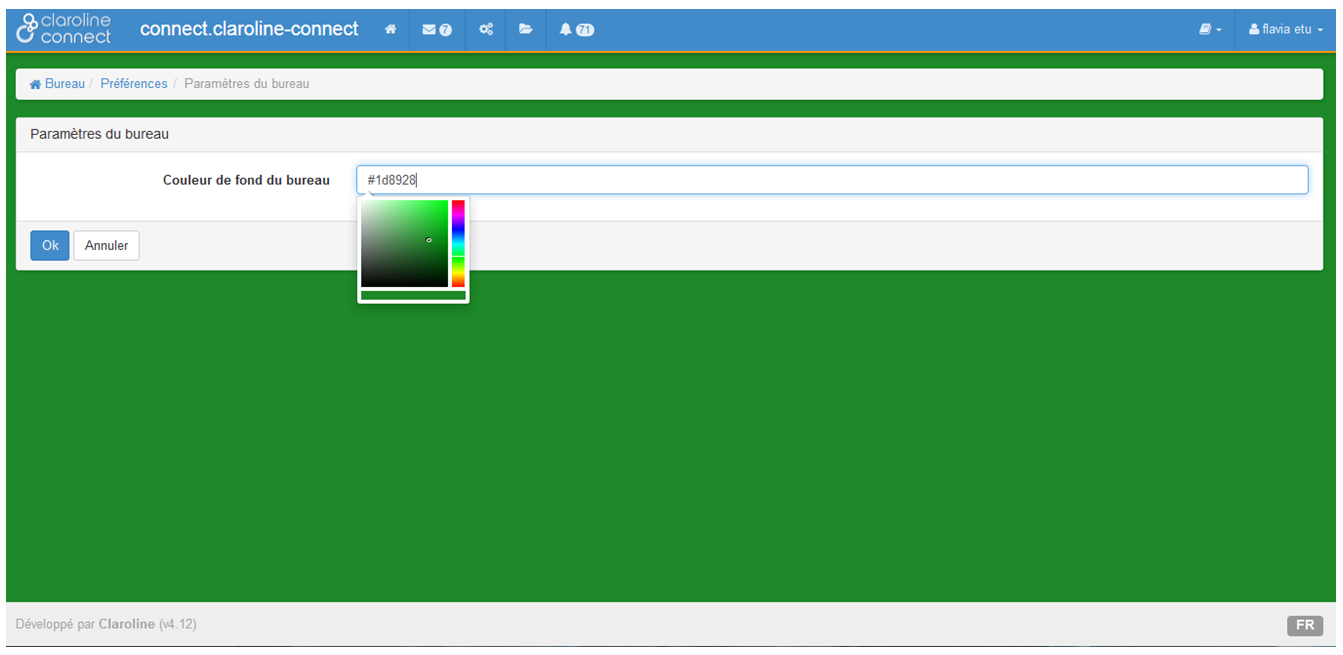 claroline
connect
connect.claroline-connect
7
71
flavia etu
Bureau / Préférences / Paramètres du bureau
Paramètres du bureau
Couleur de fond du bureau
#1d8928
Ok
Annuler
Développé par Claroline (v4.12)
FR